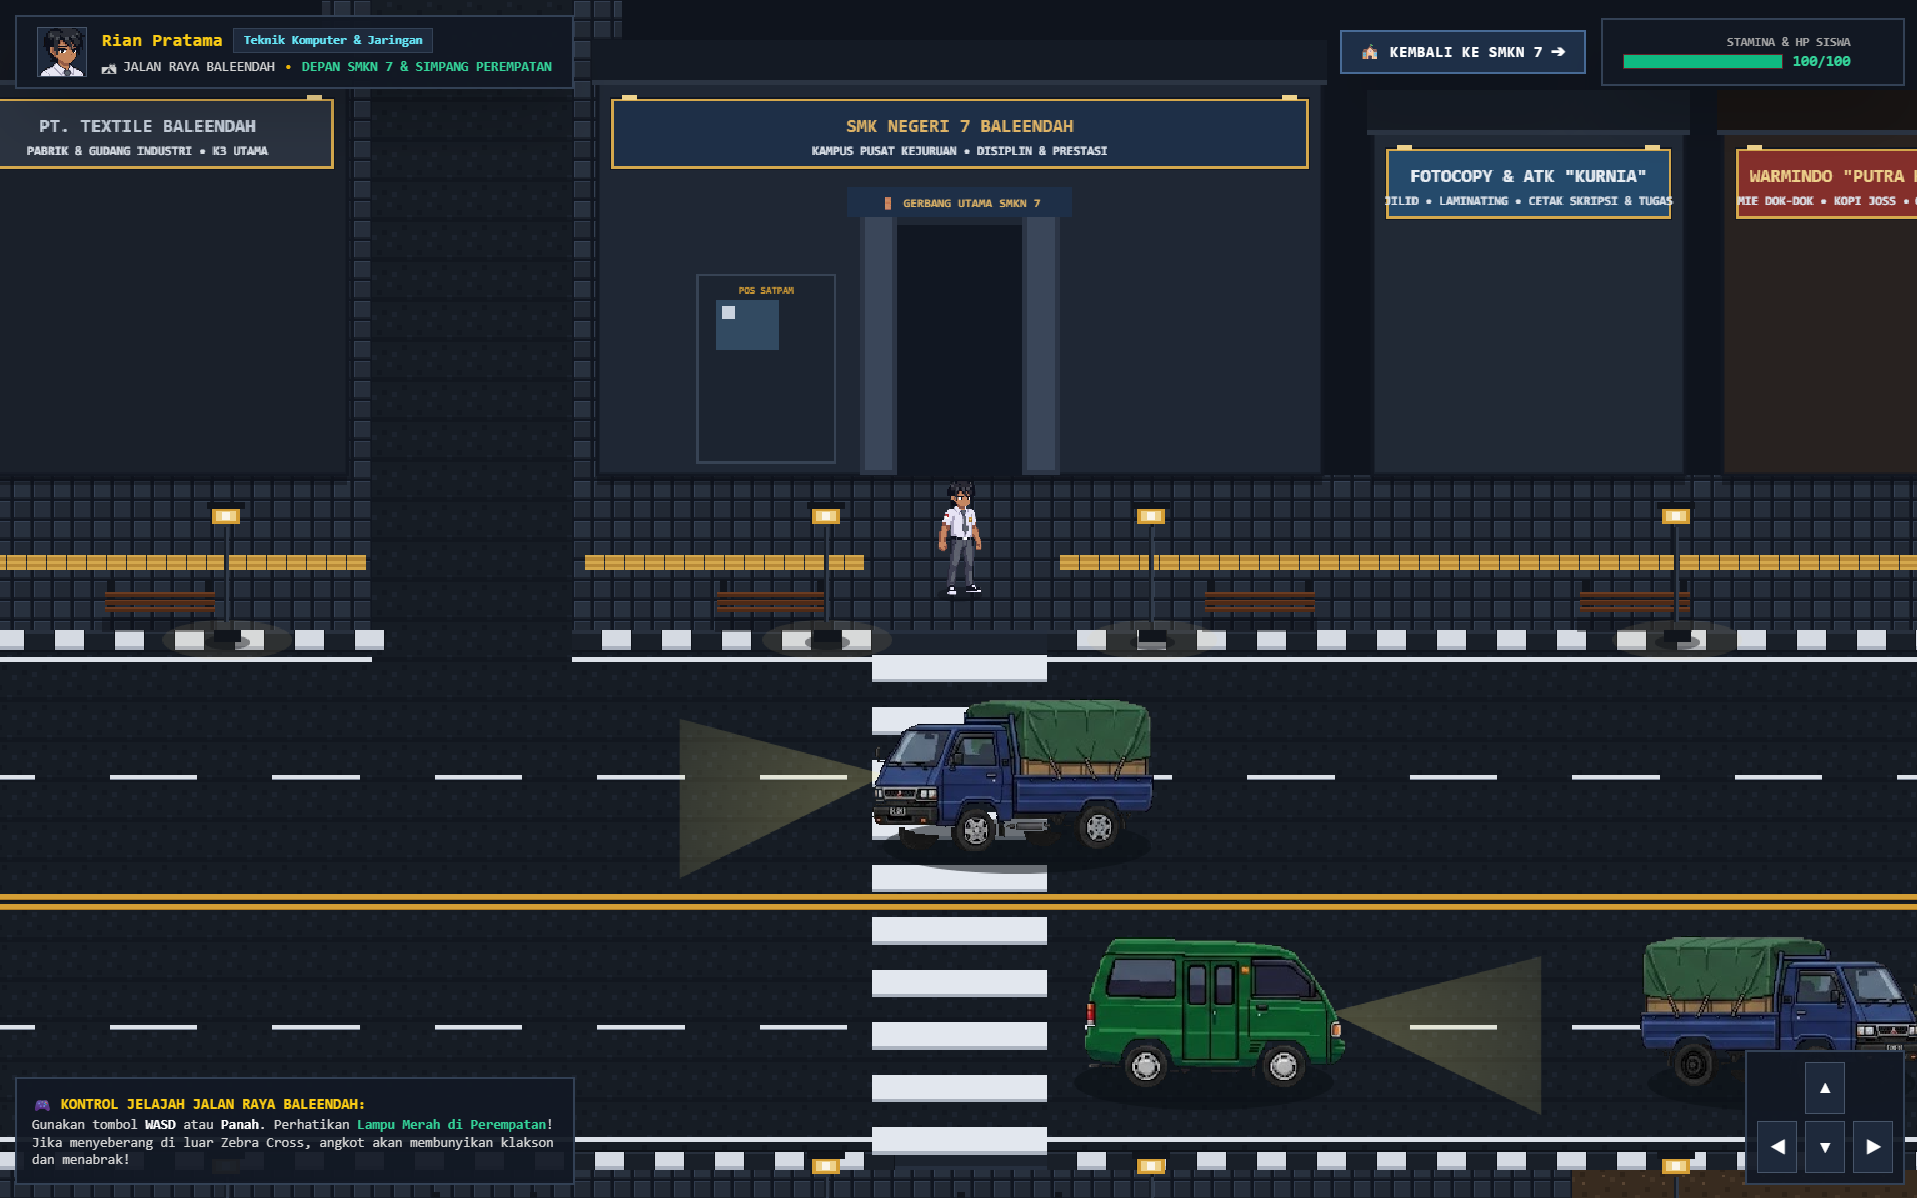 Rian Pratama
Teknik Komputer & Jaringan
JALAN RAYA BALEENDAH • DEPAN SMKN 7 & SIMPANG PEREMPATAN
KEMBALI KE SMKN 7 ➔
STAMINA & HP SISWA
100/100
PT. TEXTILE BALEENDAH
PABRIK & GUDANG INDUSTRI • K3 UTAMA
SMK NEGERI 7 BALEENDAH
KAMPUS PUSAT KEJURUAN • DISIPLIN & PRESTASI
GERBANG UTAMA SMKN 7
POS SATPAM
FOTOCOPY & ATK "KURNIA"
JILID • LAMINATING • CETAK SKRIPSI & TUGAS
WARMINDO "PUTRA
MIE DOK-DOK • KOPI JOSS •
KONTROL JELAJAH JALAN RAYA BALEENDAH:
Gunakan tombol WASD atau Panah. Perhatikan Lampu Merah di Perempatan!
Jika menyeberang di luar Zebra Cross, angkot akan membunyikan klakson
dan menabrak!
▲
◀ ▼ ▶